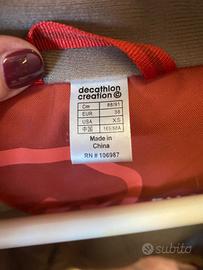 decathlon
creation©
Cm 88/91
EUR 38
USA XS
中国 165/88A
Made in
China
RN # 106987
subito